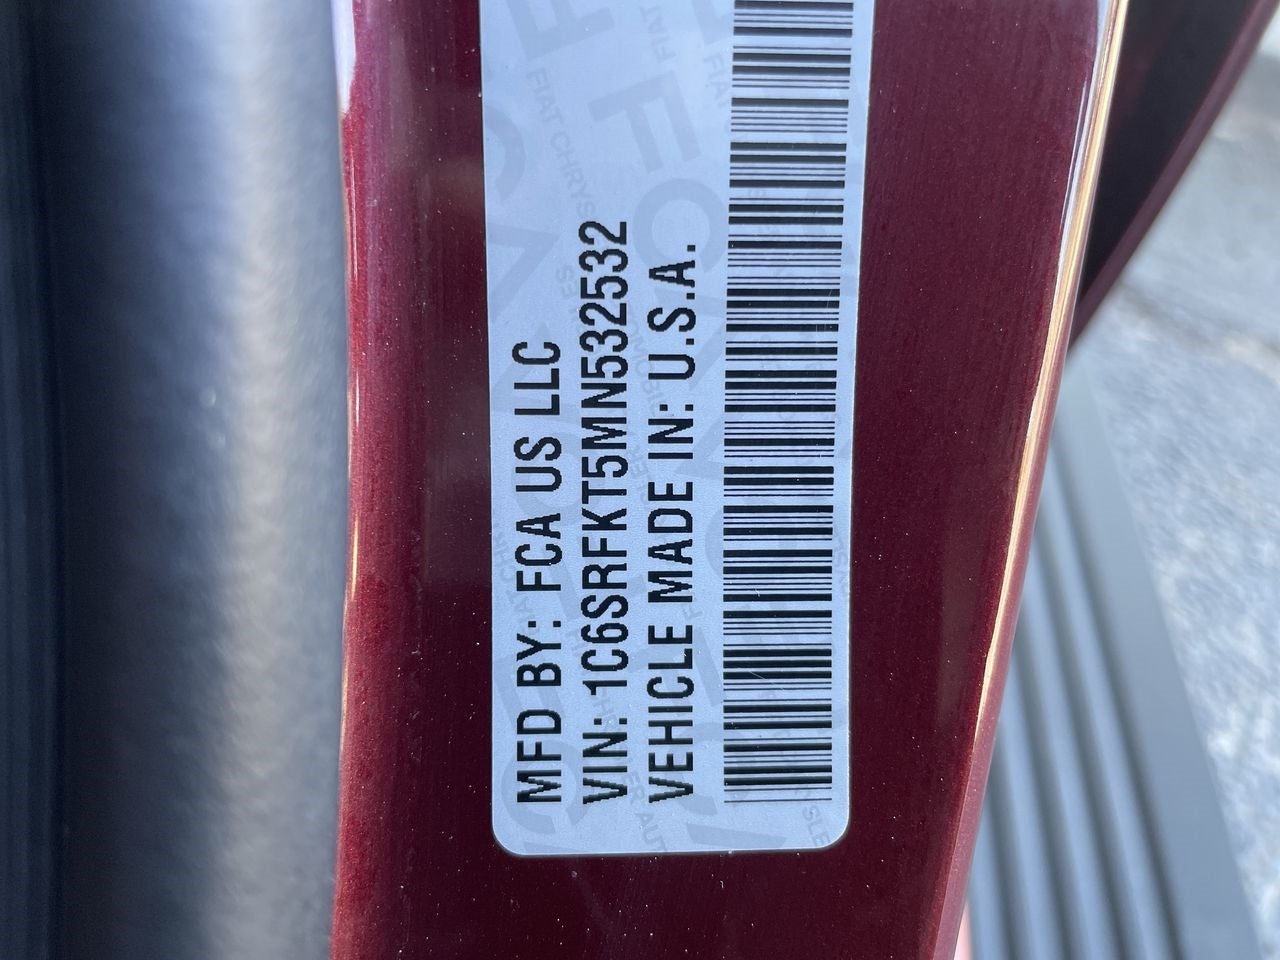 MFD BY: FCA US LLC
VIN: 1C6SRFKT5MN532532
VEHICLE MADE IN: U.S.A.